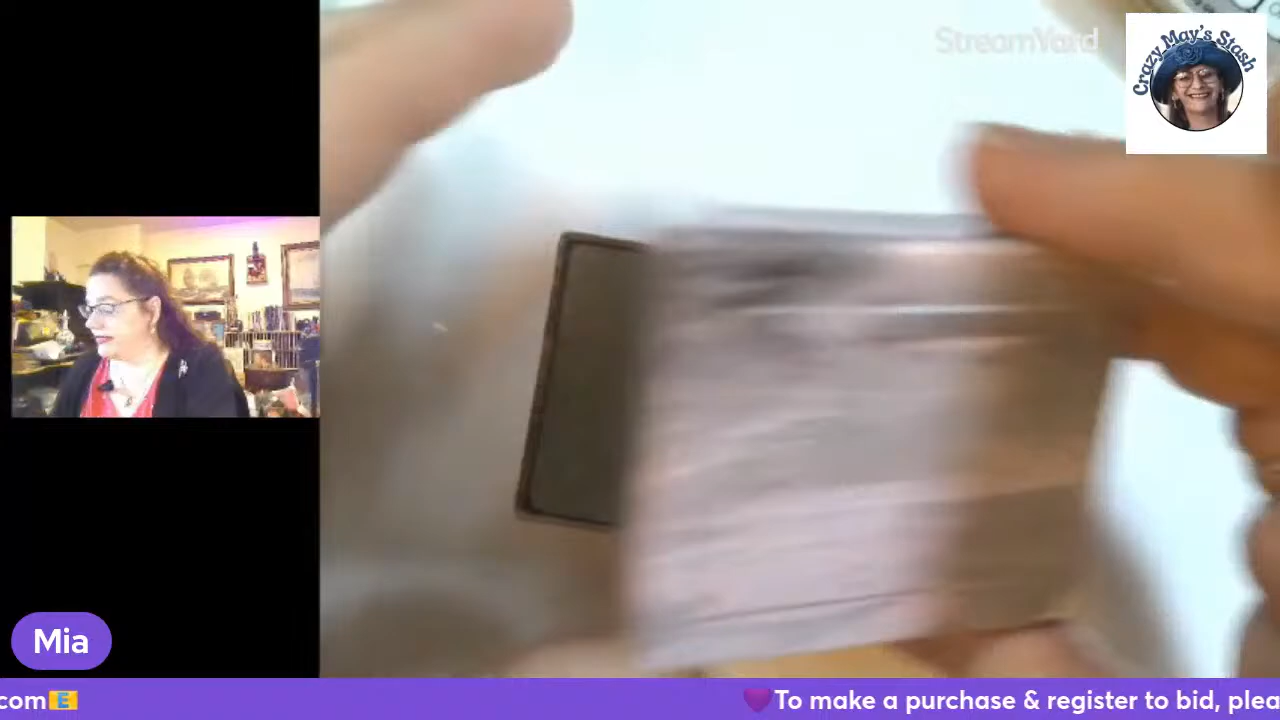 StreamYard
Crazy May's Stash
Mia
com
💜To make a purchase & register to bid, plea